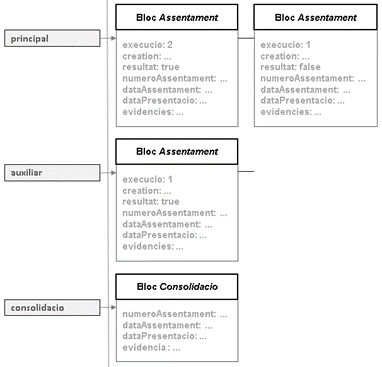 principal
Bloc Assentament
execucio: 2
creation: ...
resultat: true
numeroAssentament: ...
dataAssentament: ...
dataPresentacio: ...
evidencies: ...
Bloc Assentament
execucio: 1
creation: ...
resultat: false
numeroAssentament: ...
dataAssentament: ...
dataPresentacio: ...
evidencies: ...
auxiliar
Bloc Assentament
execucio: 1
creation: ...
resultat: true
numeroAssentament: ...
dataAssentament: ...
dataPresentacio: ...
evidencies: ...
consolidacio
Bloc Consolidacio
numeroAssentament: ...
dataAssentament: ...
dataPresentacio: ...
evidencia : ...